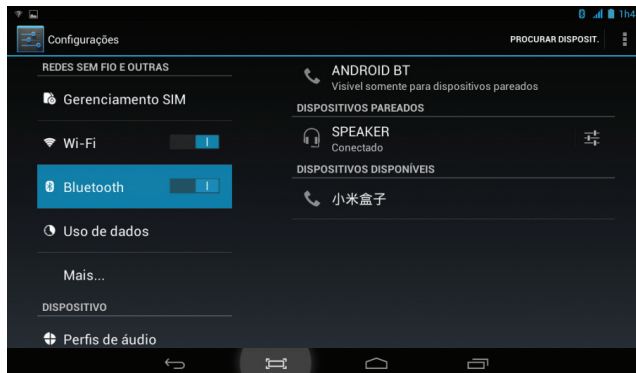 1h4
Configurações
PROCURAR DISPOSIT.
REDES SEM FIO E OUTRAS
Gerenciamento SIM
Wi-Fi
Bluetooth
Uso de dados
Mais...
DISPOSITIVO
Perfis de áudio
ANDROID BT
Visível somente para dispositivos pareados
DISPOSITIVOS PAREADOS
SPEAKER
Conectado
DISPOSITIVOS DISPONÍVEIS
小米盒子